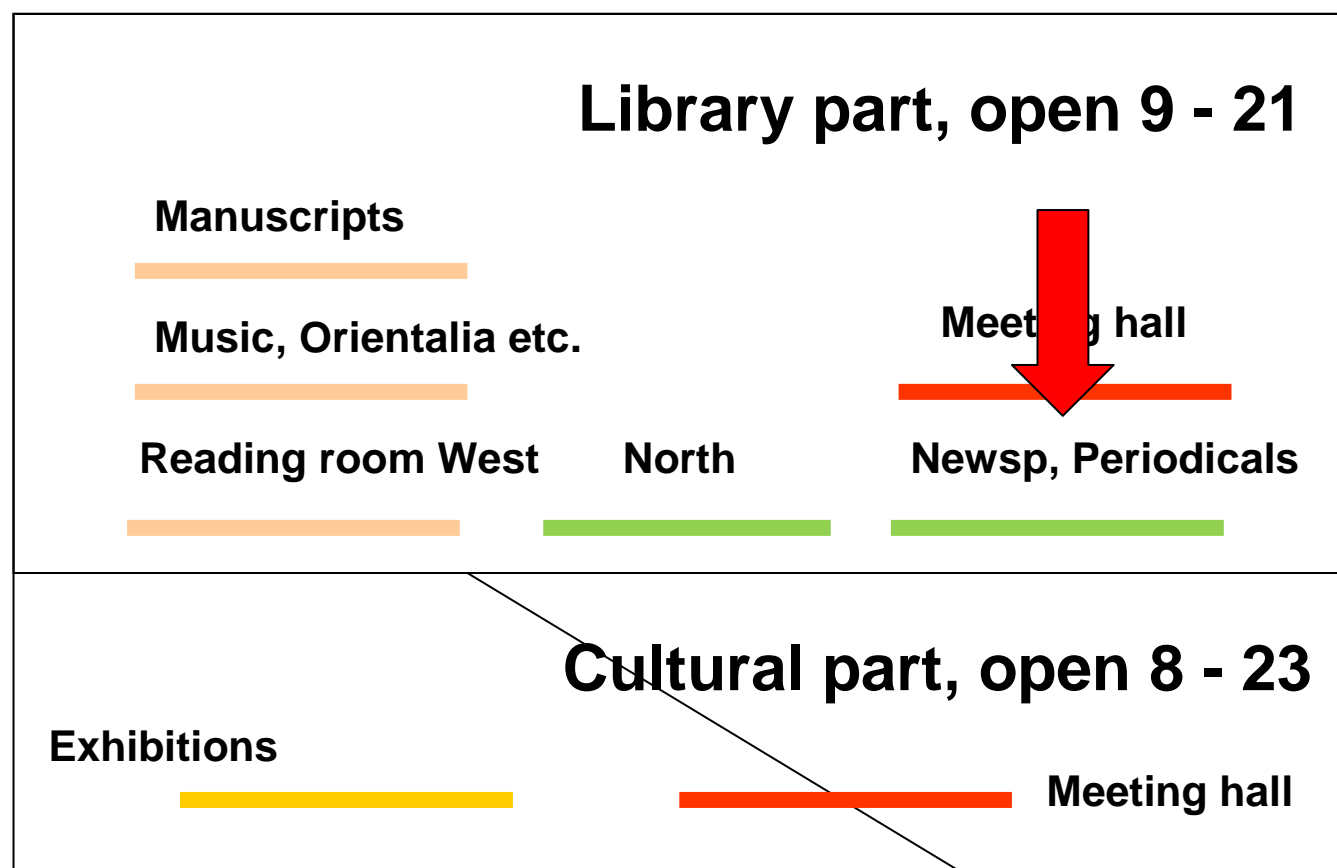 Library part, open 9 - 21
Manuscripts
Music, Orientalia etc.
Meeting hall
Reading room West
North
Newsp, Periodicals
Cultural part, open 8 - 23
Exhibitions
Meeting hall